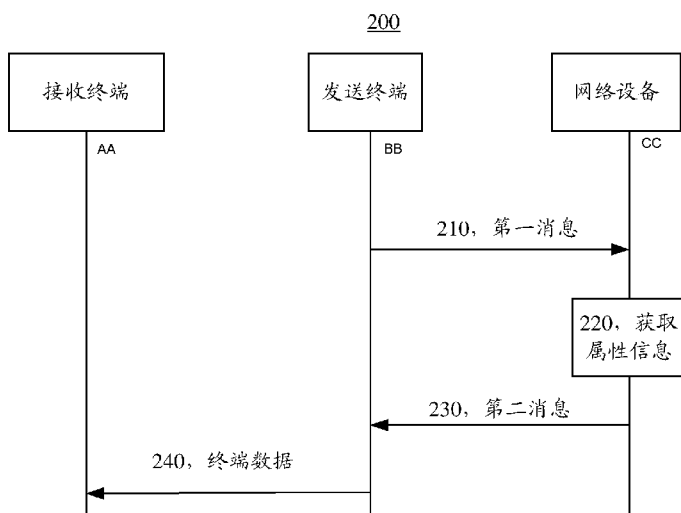 200
接收终端
发送终端
网络设备
AA
BB
CC
210，第一消息
220，获取
属性信息
230，第二消息
240，终端数据